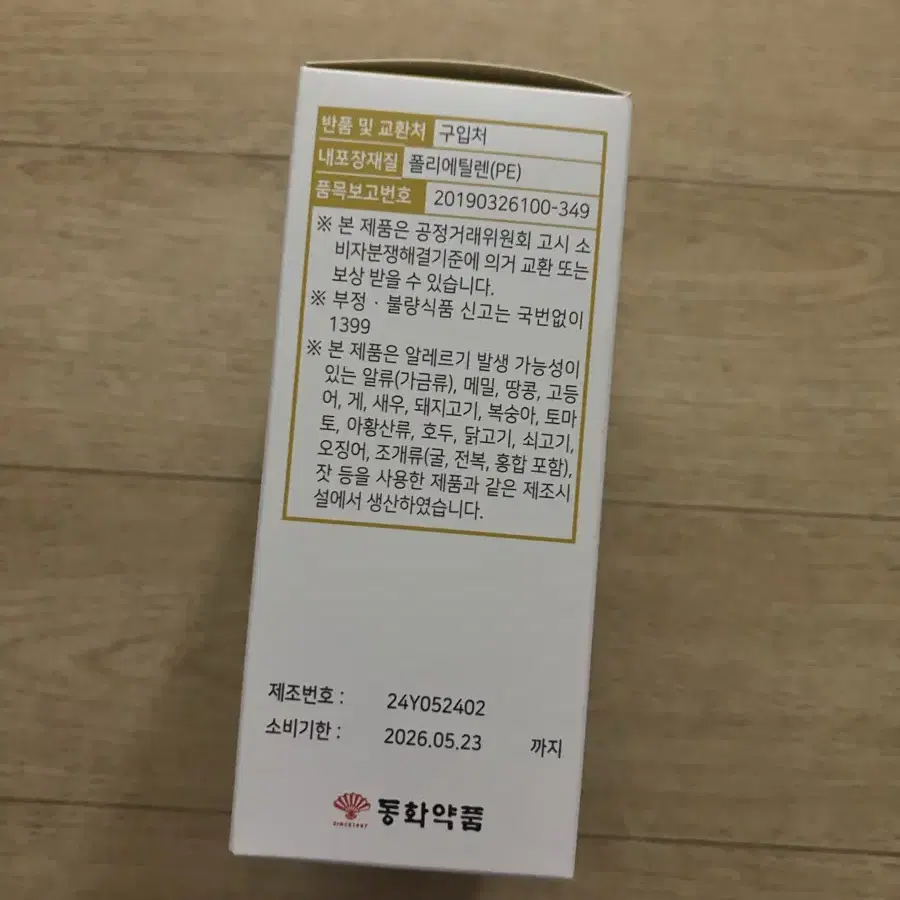 반품 및 교환처 구입처
내포장재질 폴리에틸렌(PE)
품목보고번호 20190326100-349
※ 본 제품은 공정거래위원회 고시 소
비자분쟁해결기준에 의거 교환 또는
보상 받을 수 있습니다.
※ 부정 · 불량식품 신고는 국번없이
1399
※ 본 제품은 알레르기 발생 가능성이
있는 알류(가금류), 메밀, 땅콩, 고등
어, 게, 새우, 돼지고기, 복숭아, 토마
토, 아황산류, 호두, 닭고기, 쇠고기,
오징어, 조개류(굴, 전복, 홍합 포함),
잣 등을 사용한 제품과 같은 제조시
설에서 생산하였습니다.
제조번호 : 24Y052402
소비기한 : 2026.05.23 까지
동화약품
SINCE1897